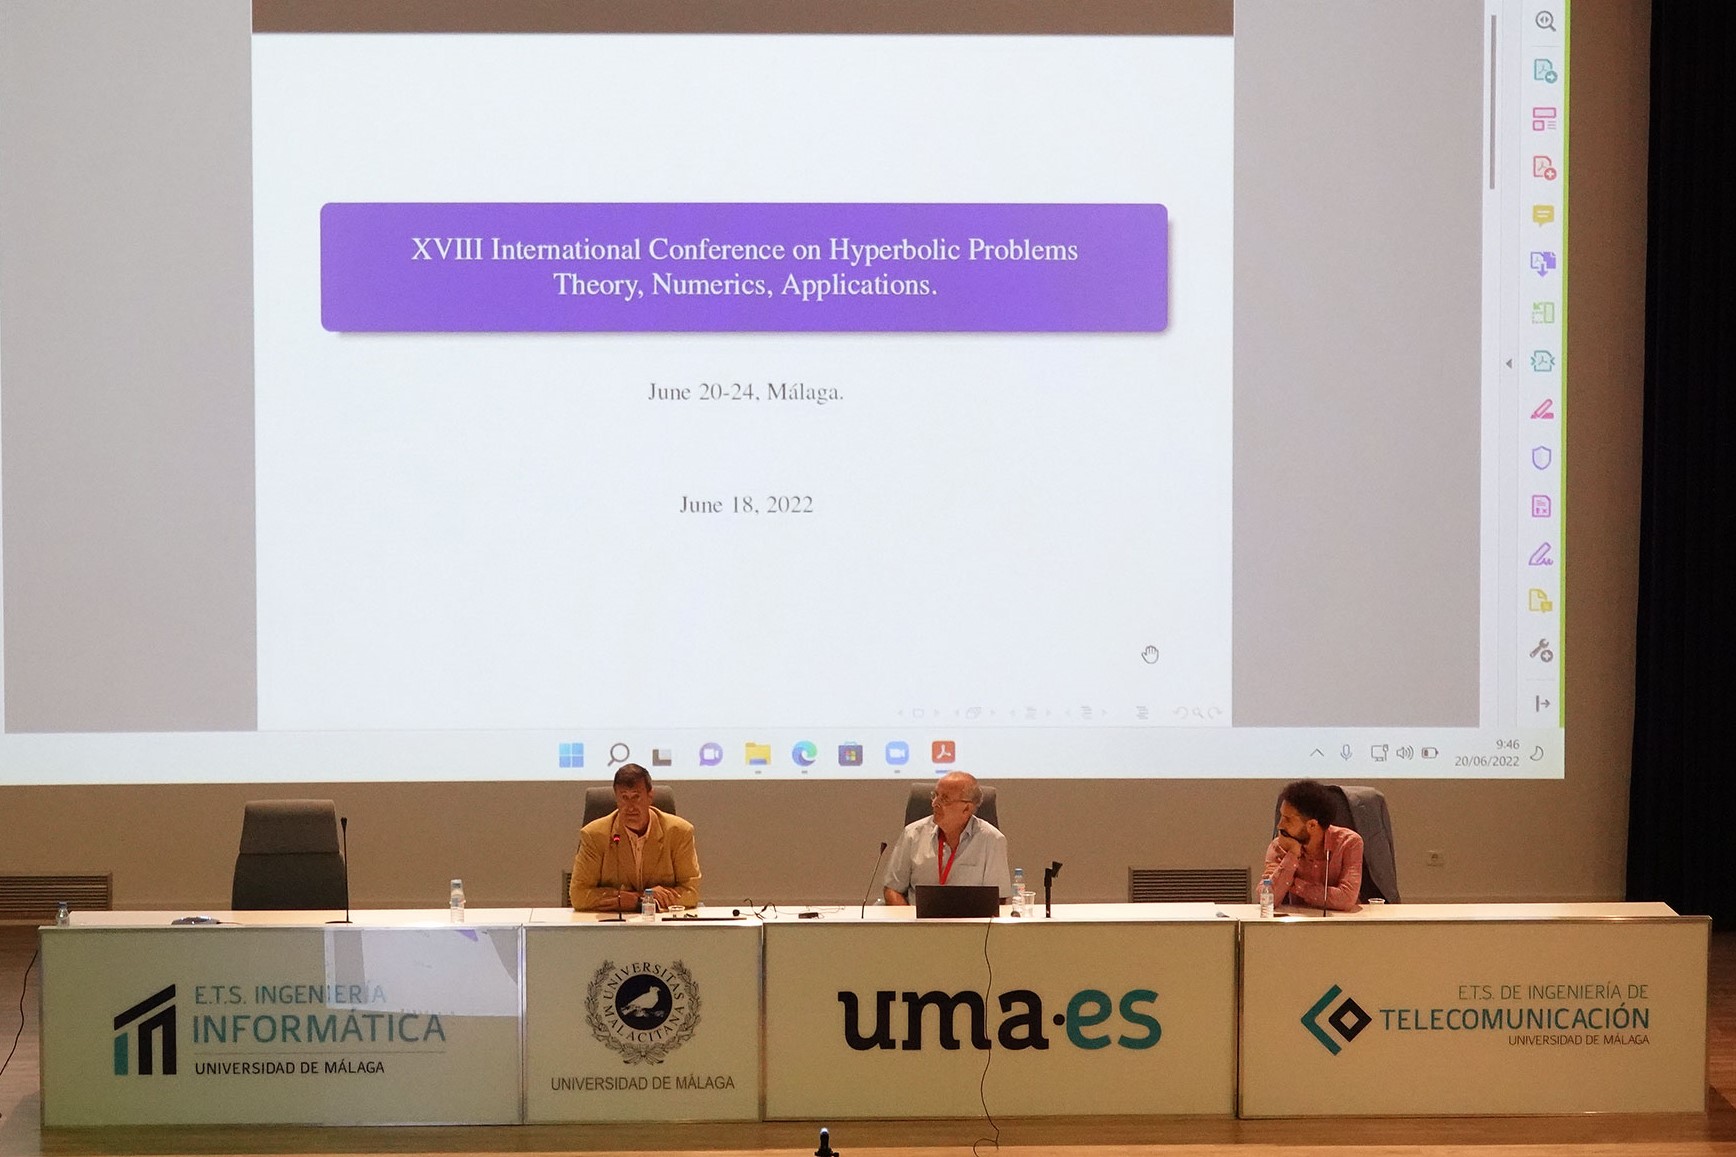 XVIII International Conference on Hyperbolic Problems
Theory, Numerics, Applications.
June 20-24, Málaga.
June 18, 2022
9:46
20/06/2022
E.T.S. INGENIERÍA
INFORMÁTICA
UNIVERSIDAD DE MÁLAGA
UNIVERSITAS MALACITANA
UNIVERSIDAD DE MÁLAGA
uma.es
E.T.S. DE INGENIERÍA DE
TELECOMUNICACIÓN
UNIVERSIDAD DE MÁLAGA